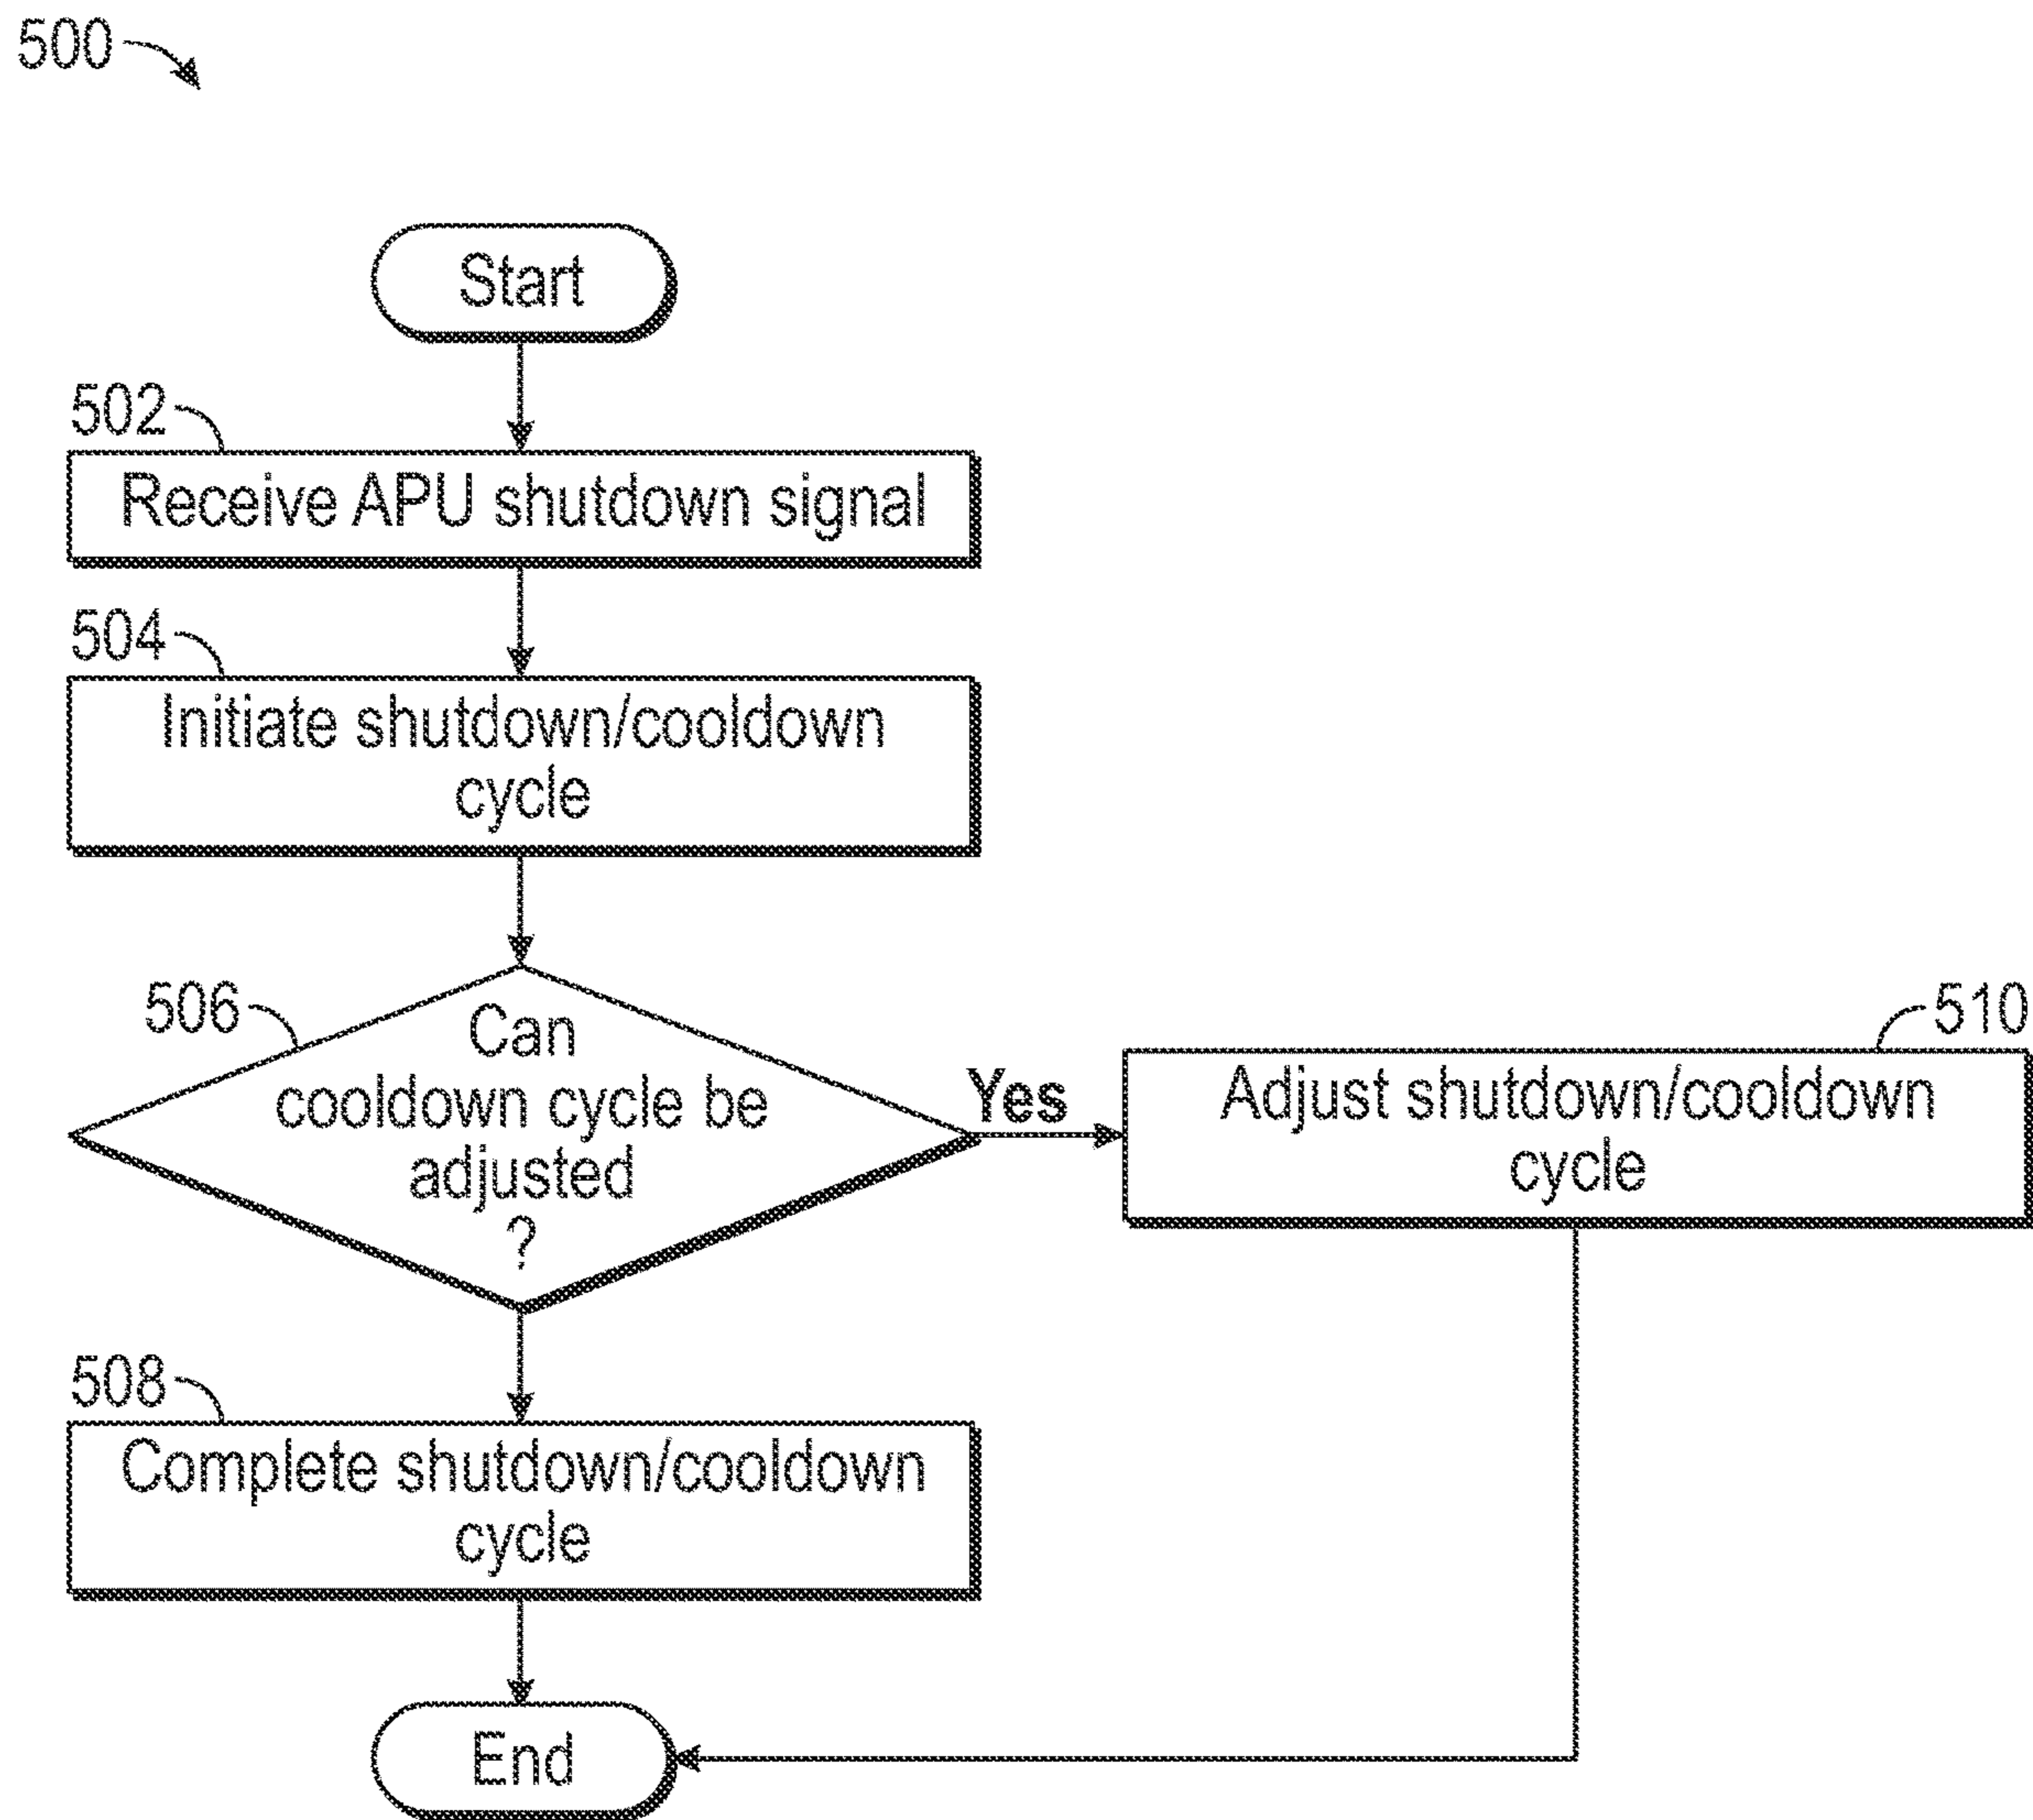 500
Start
502
Receive APU shutdown signal
504
Initiate shutdown/cooldown
cycle
506
Can
cooldown cycle be
adjusted
?
Yes
510
Adjust shutdown/cooldown
cycle
508
Complete shutdown/cooldown
cycle
End